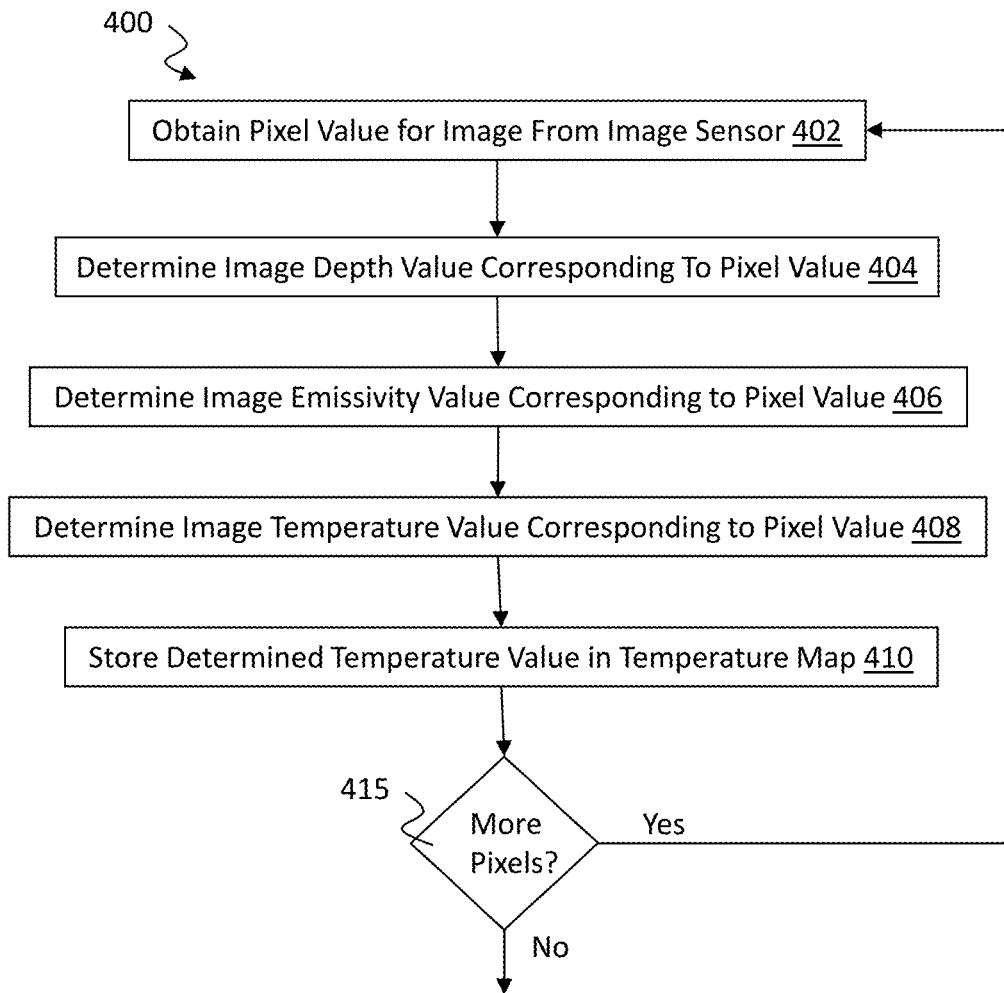 400
Obtain Pixel Value for Image From Image Sensor 402
Determine Image Depth Value Corresponding To Pixel Value 404
Determine Image Emissivity Value Corresponding to Pixel Value 406
Determine Image Temperature Value Corresponding to Pixel Value 408
Store Determined Temperature Value in Temperature Map 410
415
More
Pixels?
Yes
No